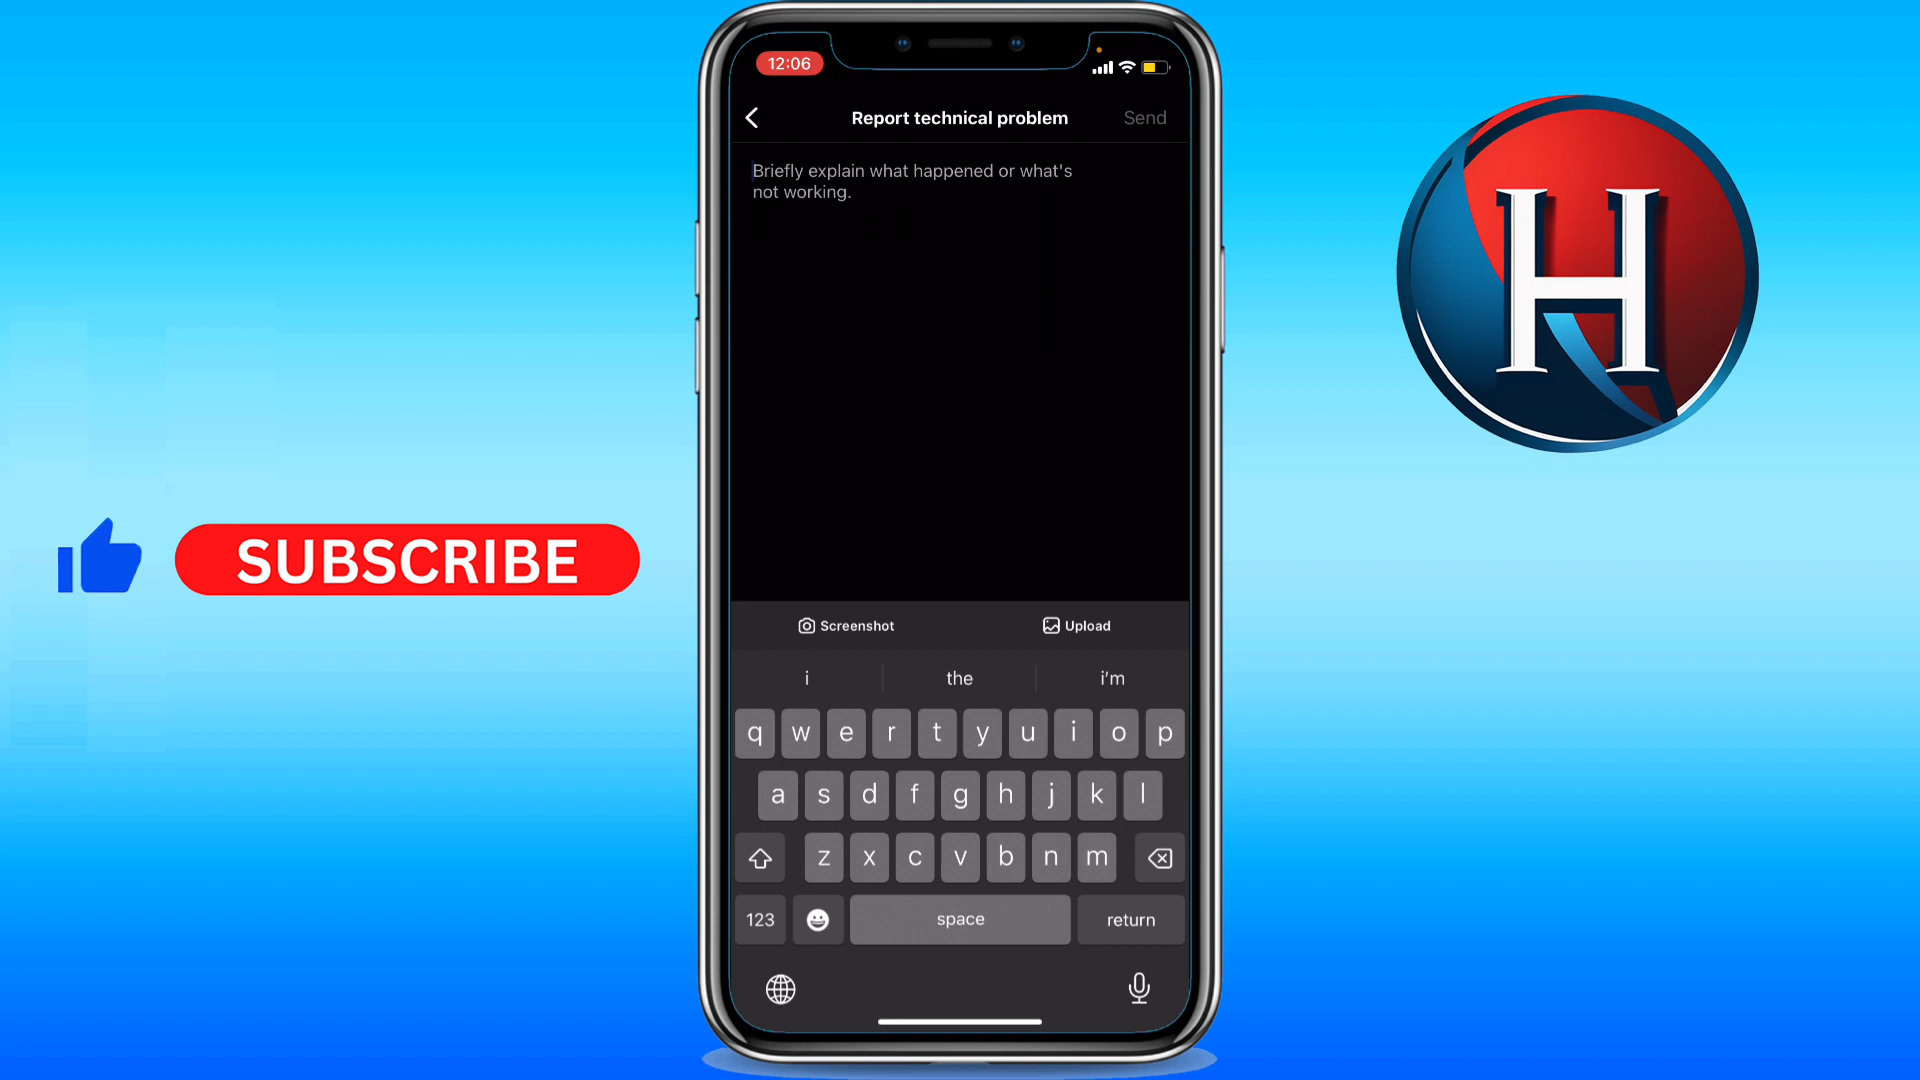 12:06
Report technical problem
Send
Briefly explain what happened or what's
not working.
H
SUBSCRIBE
Screenshot
Upload
i
the
i'm
q w e r t y u i o p
a s d f g h j k l
z x c v b n m
123
space
return